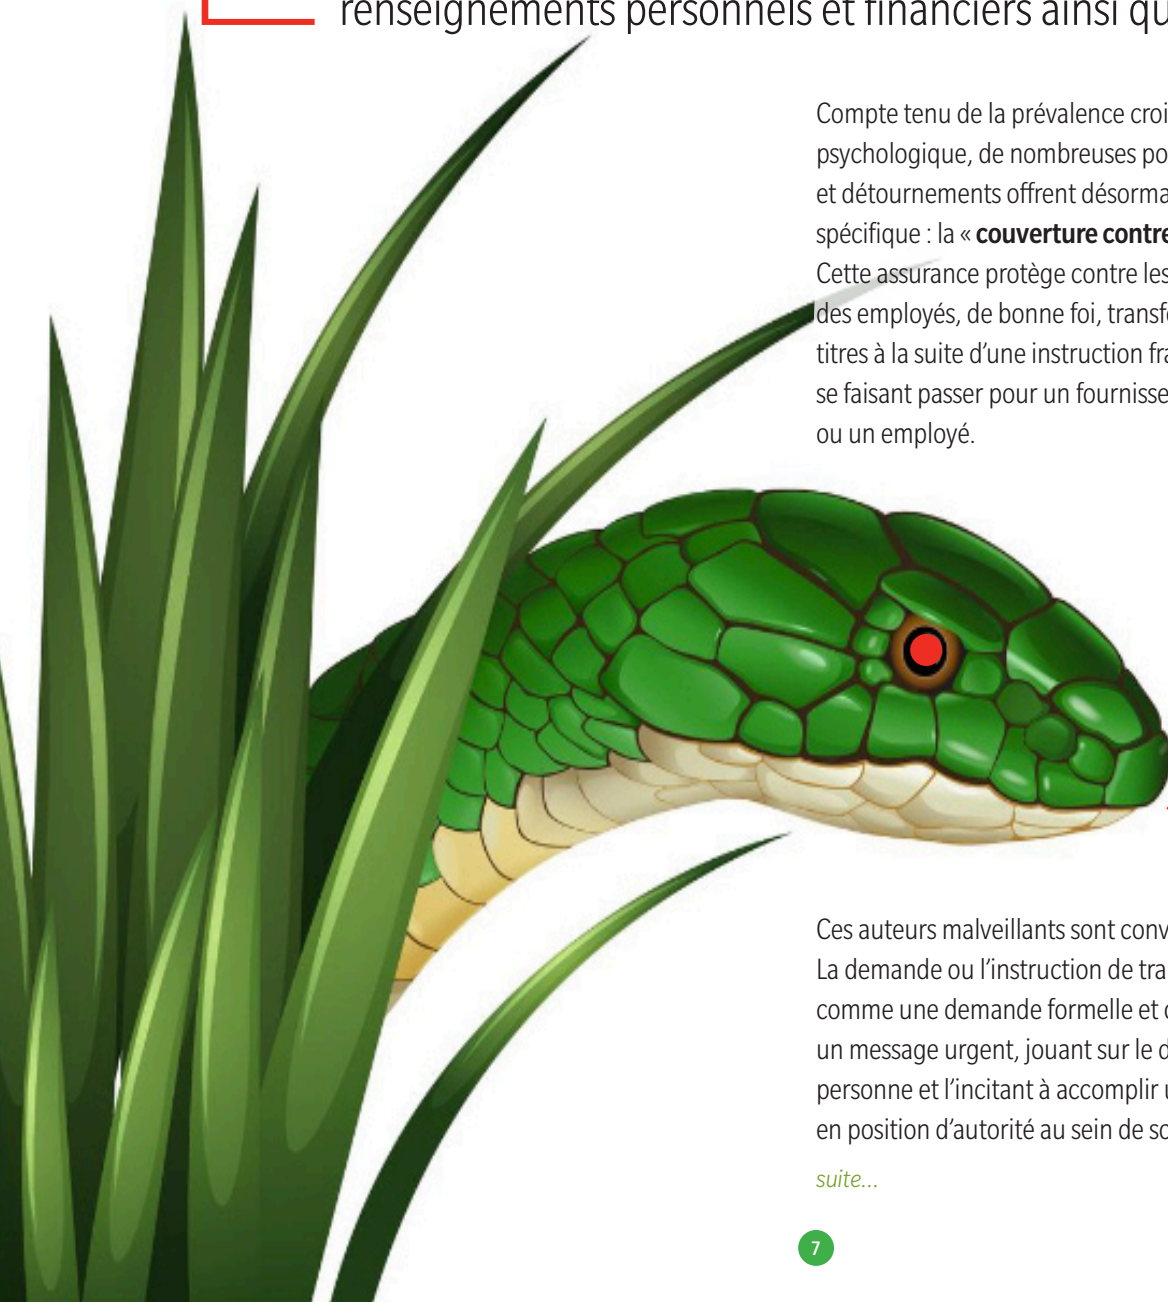 renseignements personnels et financiers ainsi qu
Compte tenu de la prévalence croi
psychologique, de nombreuses po
et détournements offrent désorma
spécifique : la « couverture contre
Cette assurance protège contre les
des employés, de bonne foi, transfe
titres à la suite d’une instruction fra
se faisant passer pour un fournisse
ou un employé.
Ces auteurs malveillants sont conv
La demande ou l’instruction de tra
comme une demande formelle et
un message urgent, jouant sur le d
personne et l’incitant à accomplir u
en position d’autorité au sein de so
suite...
7